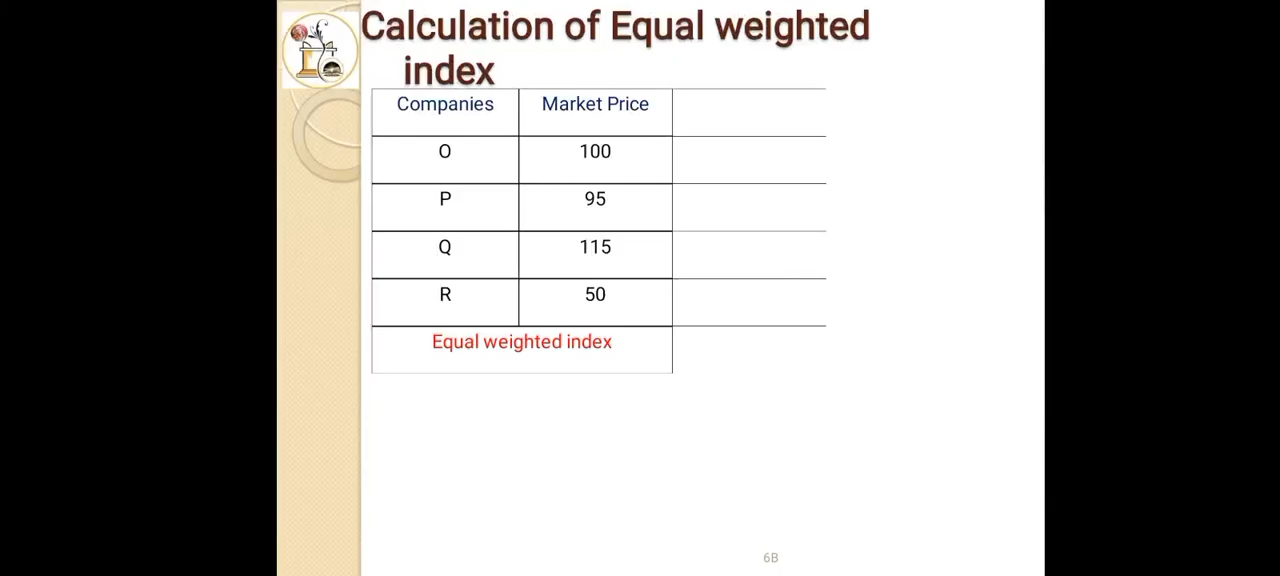 Calculation of Equal weighted
index
Companies Market Price
O 100
P 95
Q 115
R 50
Equal weighted index
6B